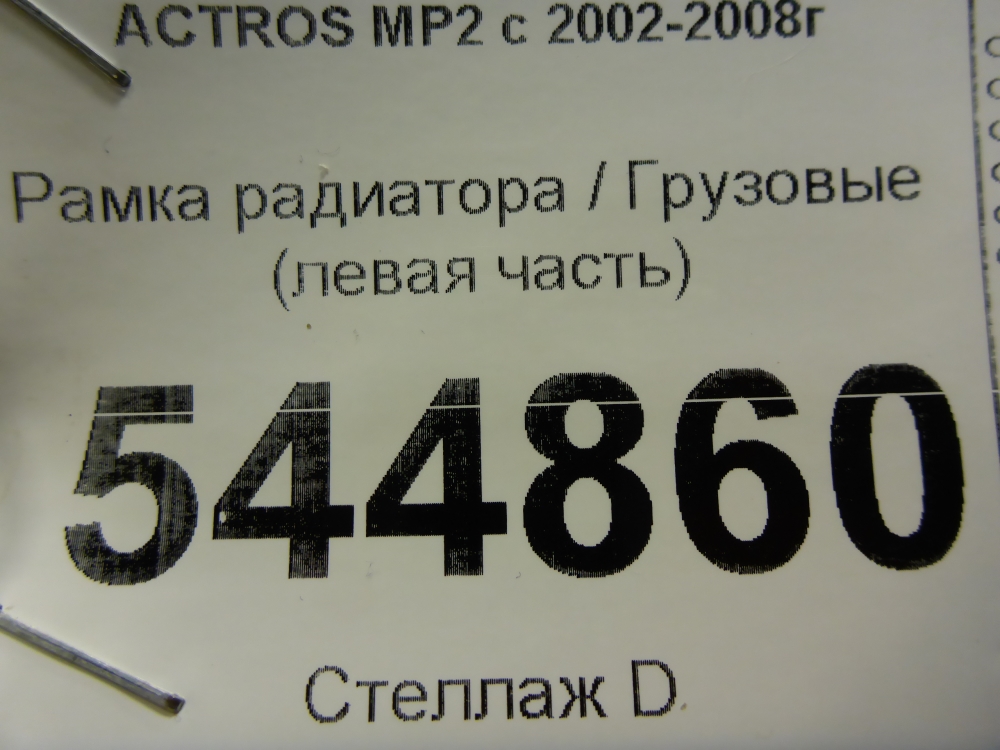 ACTROS MP2 с 2002-2008г
Рамка радиатора / Грузовые
(левая часть)
544860
Стеллаж D